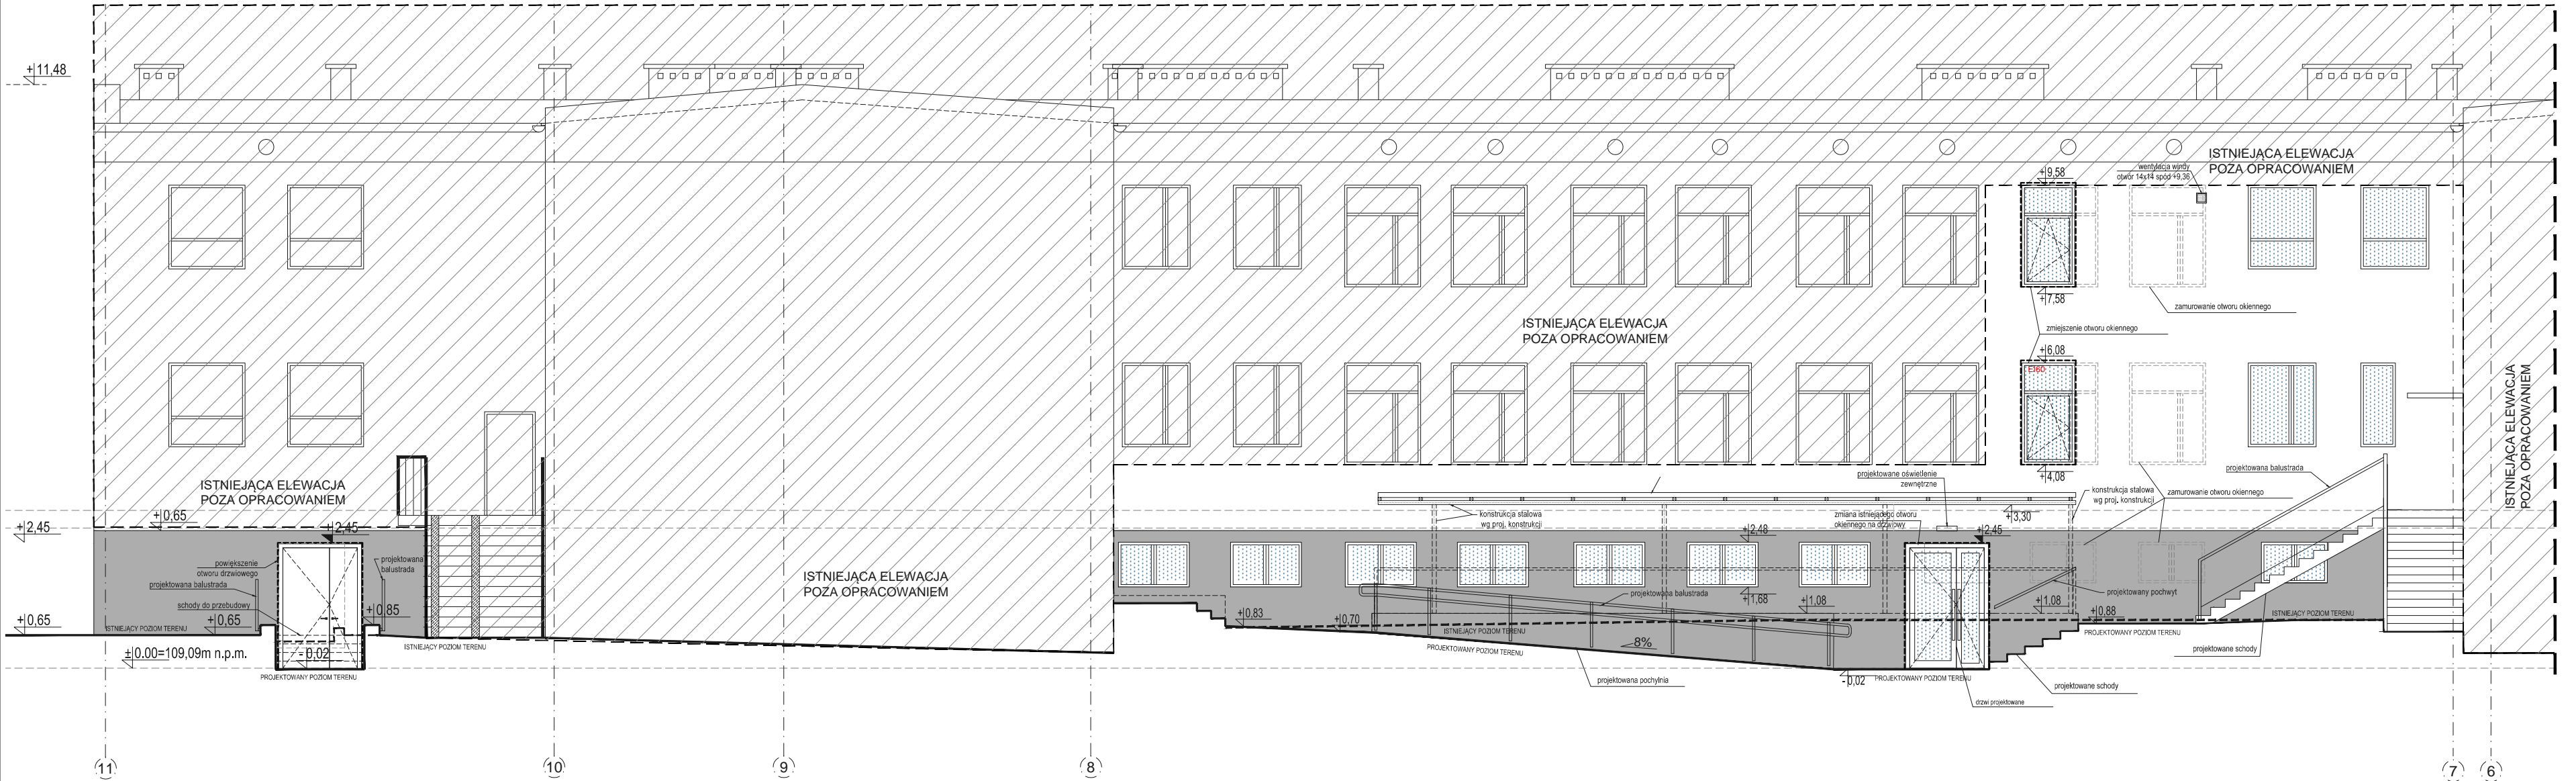 +11,48
ISTNIEJĄCA ELEWACJA
POZA OPRACOWANIEM
wentylacja windy
otwór 14x14 spód +9,36
+9,58
+7,58
zamurowanie otworu okiennego
zmiejszenie otworu okiennego
ISTNIEJĄCA ELEWACJA
POZA OPRACOWANIEM
+6,08
EI60
+4,08
ISTNIEJĄCA ELEWACJA
POZA OPRACOWANIEM
ISTNIEJĄCA ELEWACJA
POZA OPRACOWANIEM
projektowane oświetlenie
zewnętrzne
projektowana balustrada
konstrukcja stalowa
wg proj. konstrukcji
zamurowanie otworu okiennego
+0,65
+2,45
+2,45
konstrukcja stalowa
wg proj. konstrukcji
zmiana istniejącego otworu
okiennego na drzwiowy
+3,30
+2,48
+2,45
powiększenie
otworu drzwiowego
projektowana
balustrada
projektowana balustrada
schody do przebudowy
ISTNIEJĄCA ELEWACJA
POZA OPRACOWANIEM
projektowana balustrada
projektowany pochwyt
+0,65
+0,65
+0,85
+0,83
+0,70
+1,68
+1,08
+1,08
+0,88
ISTNIEJĄCY POZIOM TERENU
ISTNIEJĄCY POZIOM TERENU
ISTNIEJĄCY POZIOM TERENU
ISTNIEJĄCY POZIOM TERENU
PROJEKTOWANY POZIOM TERENU
PROJEKTOWANY POZIOM TERENU
8%
±0.00=109,09m n.p.m.
-0,02
PROJEKTOWANY POZIOM TERENU
projektowana pochylnia
-0,02
PROJEKTOWANY POZIOM TERENU
projektowane schody
projektowane schody
drzwi projektowane
11
10
9
8
7
6